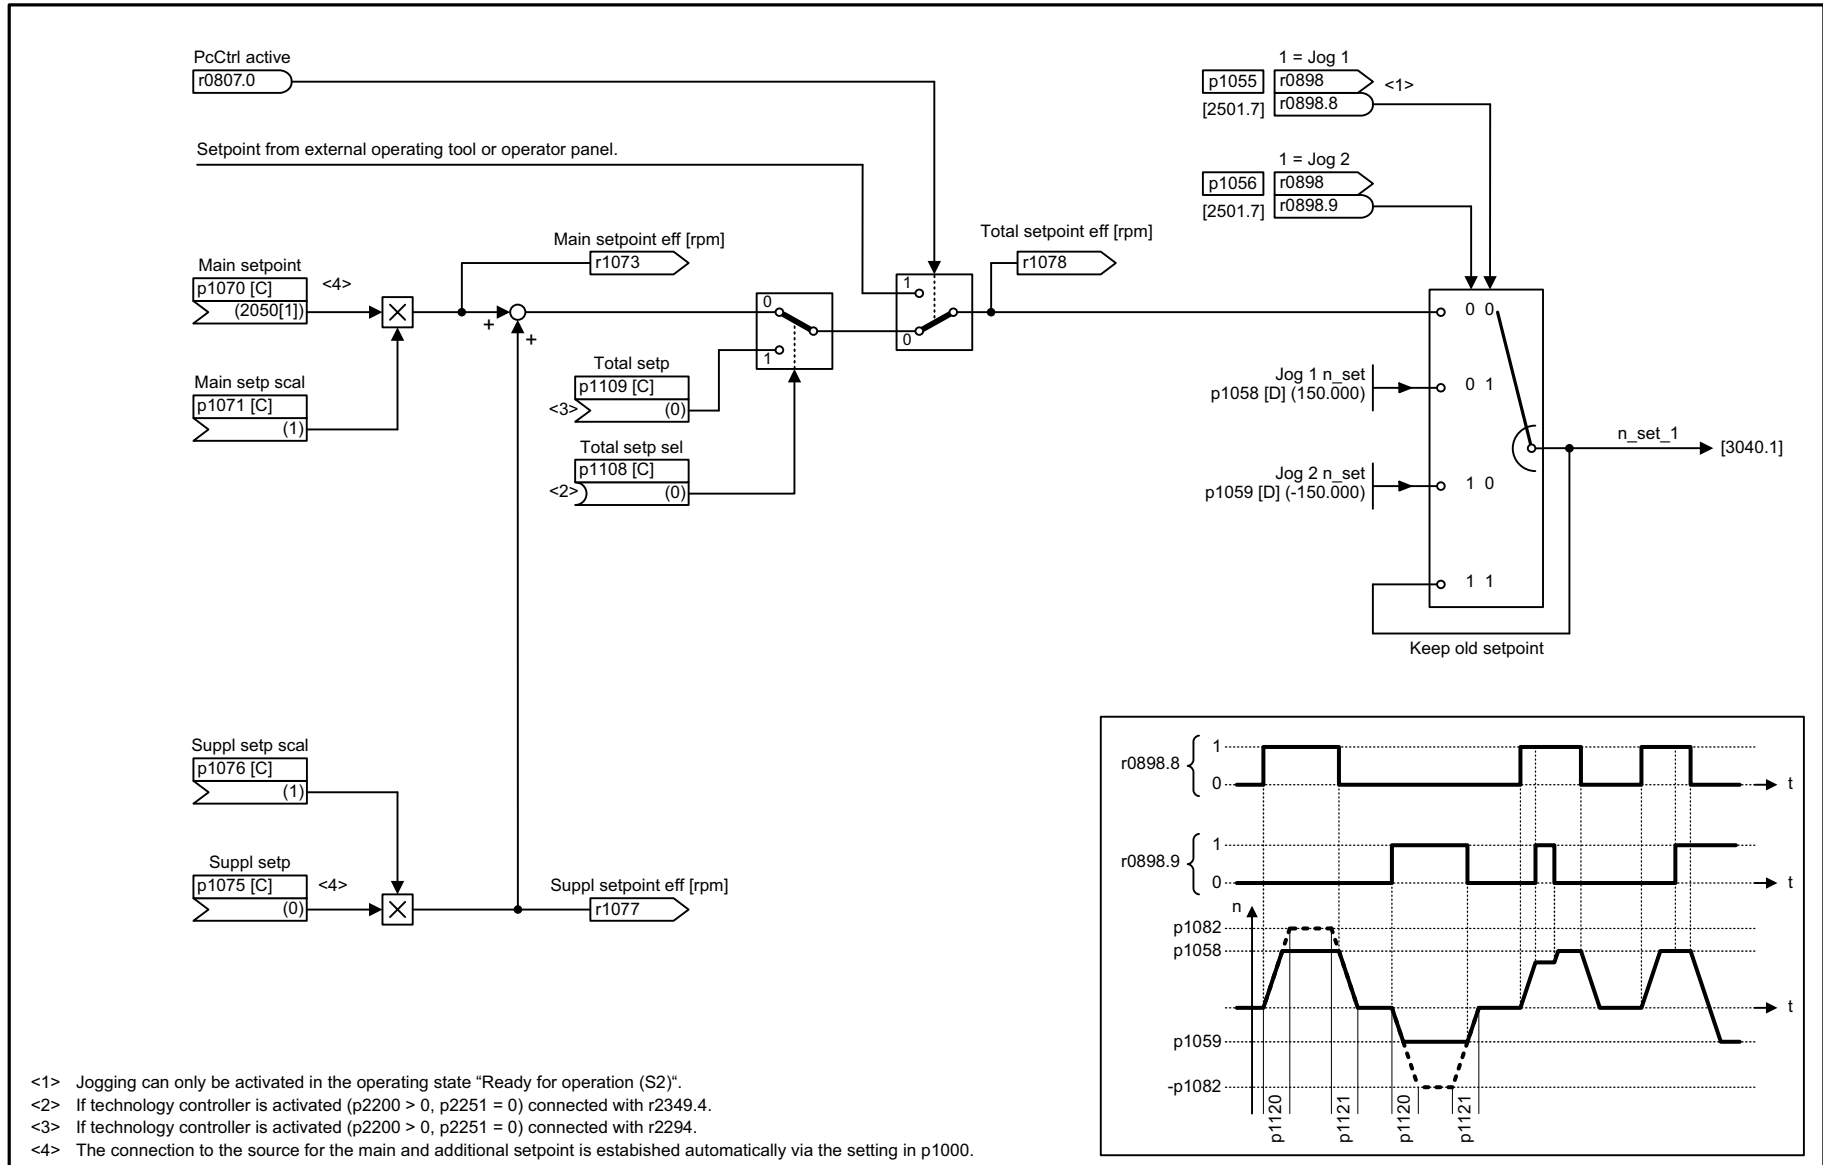 PcCtrl active
r0807.0
Setpoint from external operating tool or operator panel.
1 = Jog 1
p1055
r0898
<1>
[2501.7]
r0898.8
1 = Jog 2
p1056
r0898
[2501.7]
r0898.9
Main setpoint
p1070 [C]
<4>
(2050[1])
Main setpoint eff [rpm]
r1073
Total setpoint eff [rpm]
r1078
+
+
0
1
1
0
Main setp scal
p1071 [C]
(1)
Total setp
p1109 [C]
<3>
(0)
Total setp sel
p1108 [C]
<2>
(0)
0 0
Jog 1 n_set
p1058 [D] (150.000)
0 1
Jog 2 n_set
p1059 [D] (-150.000)
1 0
1 1
n_set_1
[3040.1]
Keep old setpoint
Suppl setp scal
p1076 [C]
(1)
Suppl setp
p1075 [C]
<4>
(0)
Suppl setpoint eff [rpm]
r1077
r0898.8
1
0
t
r0898.9
1
0
t
n
p1082
p1058
t
p1059
-p1082
p1120
p1121
p1120
p1121
<1> Jogging can only be activated in the operating state “Ready for operation (S2)“.
<2> If technology controller is activated (p2200 > 0, p2251 = 0) connected with r2349.4.
<3> If technology controller is activated (p2200 > 0, p2251 = 0) connected with r2294.
<4> The connection to the source for the main and additional setpoint is estabished automatically via the setting in p1000.